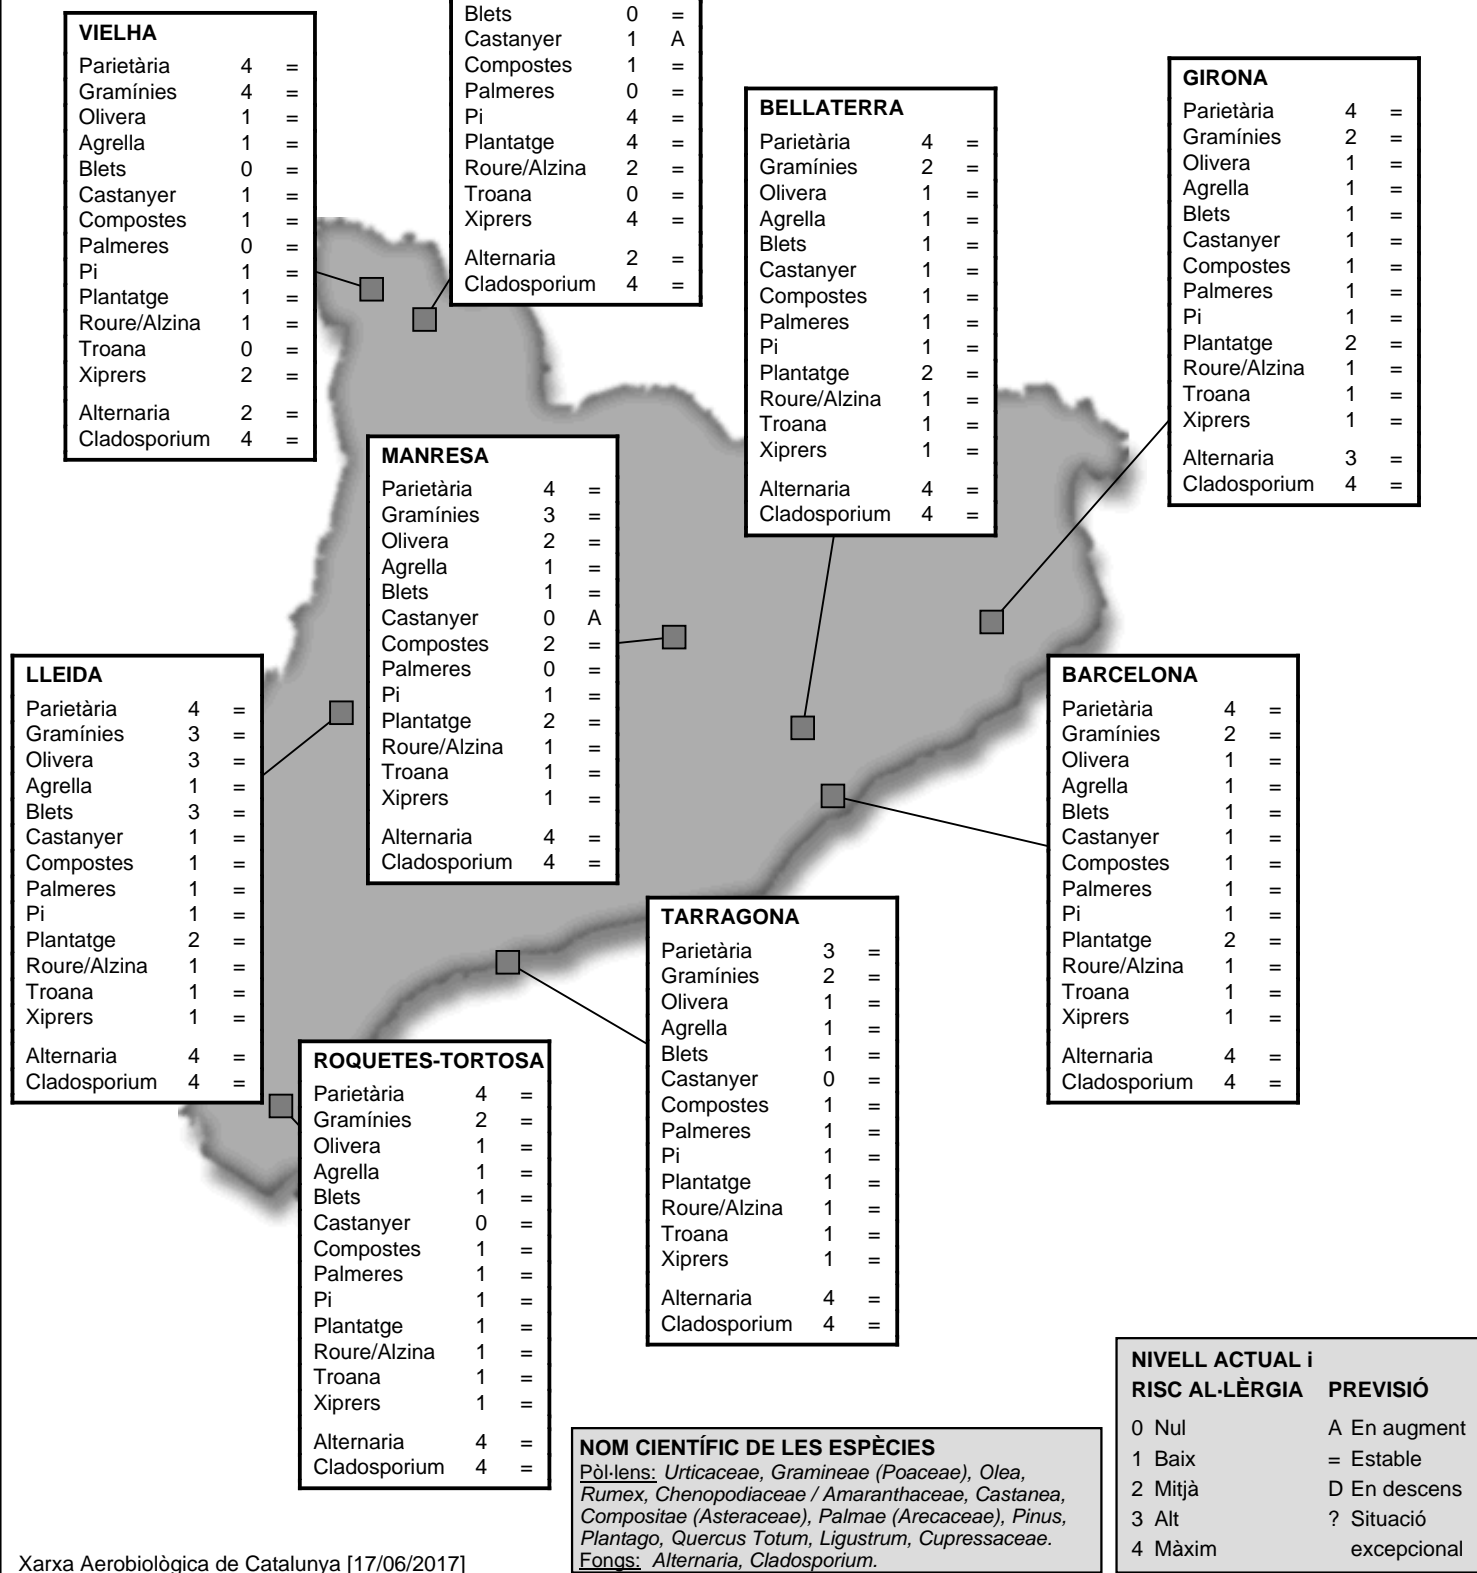 VIELHA
Parietària 4 =
Gramínies 4 =
Olivera 1 =
Agrella 1 =
Blets 0 =
Castanyer 1 =
Compostes 1 =
Palmeres 0 =
Pi 1 =
Plantatge 1 =
Roure/Alzina 1 =
Troana 0 =
Xiprers 2 =
Alternaria 2 =
Cladosporium 4 =
Blets 0 =
Castanyer 1 A
Compostes 1 =
Palmeres 0 =
Pi 4 =
Plantatge 4 =
Roure/Alzina 2 =
Troana 0 =
Xiprers 4 =
Alternaria 2 =
Cladosporium 4 =
BELLATERRA
Parietària 4 =
Gramínies 2 =
Olivera 1 =
Agrella 1 =
Blets 1 =
Castanyer 1 =
Compostes 1 =
Palmeres 1 =
Pi 1 =
Plantatge 2 =
Roure/Alzina 1 =
Troana 1 =
Xiprers 1 =
Alternaria 4 =
Cladosporium 4 =
GIRONA
Parietària 4 =
Gramínies 2 =
Olivera 1 =
Agrella 1 =
Blets 1 =
Castanyer 1 =
Compostes 1 =
Palmeres 1 =
Pi 1 =
Plantatge 2 =
Roure/Alzina 1 =
Troana 1 =
Xiprers 1 =
Alternaria 3 =
Cladosporium 4 =
MANRESA
Parietària 4 =
Gramínies 3 =
Olivera 2 =
Agrella 1 =
Blets 1 =
Castanyer 0 A
Compostes 2 =
Palmeres 0 =
Pi 1 =
Plantatge 2 =
Roure/Alzina 1 =
Troana 1 =
Xiprers 1 =
Alternaria 4 =
Cladosporium 4 =
LLEIDA
Parietària 4 =
Gramínies 3 =
Olivera 3 =
Agrella 1 =
Blets 3 =
Castanyer 1 =
Compostes 1 =
Palmeres 1 =
Pi 1 =
Plantatge 2 =
Roure/Alzina 1 =
Troana 1 =
Xiprers 1 =
Alternaria 4 =
Cladosporium 4 =
BARCELONA
Parietària 4 =
Gramínies 2 =
Olivera 1 =
Agrella 1 =
Blets 1 =
Castanyer 1 =
Compostes 1 =
Palmeres 1 =
Pi 1 =
Plantatge 2 =
Roure/Alzina 1 =
Troana 1 =
Xiprers 1 =
Alternaria 4 =
Cladosporium 4 =
TARRAGONA
Parietària 3 =
Gramínies 2 =
Olivera 1 =
Agrella 1 =
Blets 1 =
Castanyer 0 =
Compostes 1 =
Palmeres 1 =
Pi 1 =
Plantatge 1 =
Roure/Alzina 1 =
Troana 1 =
Xiprers 1 =
Alternaria 4 =
Cladosporium 4 =
ROQUETES-TORTOSA
Parietària 4 =
Gramínies 2 =
Olivera 1 =
Agrella 1 =
Blets 1 =
Castanyer 0 =
Compostes 1 =
Palmeres 1 =
Pi 1 =
Plantatge 1 =
Roure/Alzina 1 =
Troana 1 =
Xiprers 1 =
Alternaria 4 =
Cladosporium 4 =
NOM CIENTÍFIC DE LES ESPÈCIES
Pòl·lens: Urticaceae, Gramineae (Poaceae), Olea,
Rumex, Chenopodiaceae / Amaranthaceae, Castanea,
Compositae (Asteraceae), Palmae (Arecaceae), Pinus,
Plantago, Quercus Totum, Ligustrum, Cupressaceae.
Fongs: Alternaria, Cladosporium.
NIVELL ACTUAL i
RISC AL·LÈRGIA PREVISIÓ
0 Nul A En augment
1 Baix = Estable
2 Mitjà D En descens
3 Alt ? Situació
4 Màxim excepcional
Xarxa Aerobiològica de Catalunya [17/06/2017]